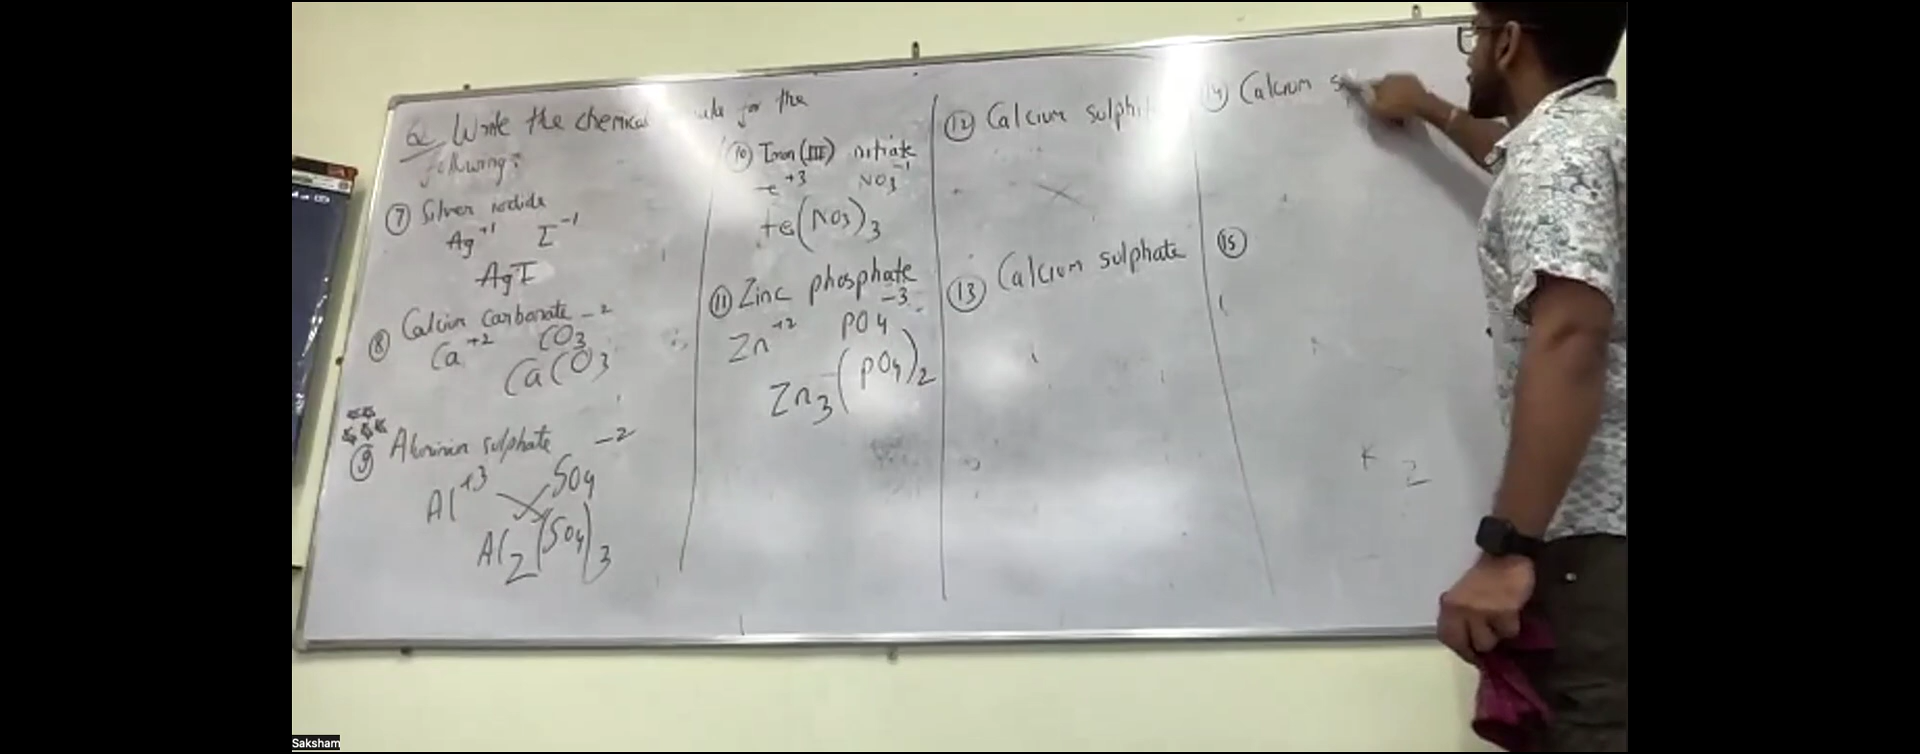 Q. Write the chemical for the
following:
⑦ Silver iodide
Ag+1 I-1
AgI
⑧ Calcium carbonate -2
Ca+2 CO3
CaCO3
⑨ Aluminium sulphate -2
Al+3 SO4
Al2(SO4)3
⑩ Iron (III) nitrate
+3 NO3-1
Fe(NO3)3
⑪ Zinc phosphate
-3
Zn+2 PO4
Zn3(PO4)2
⑫ Calcium
⑬ Calcium sulphate
⑭ Calcium
⑮
K 2
Saksham